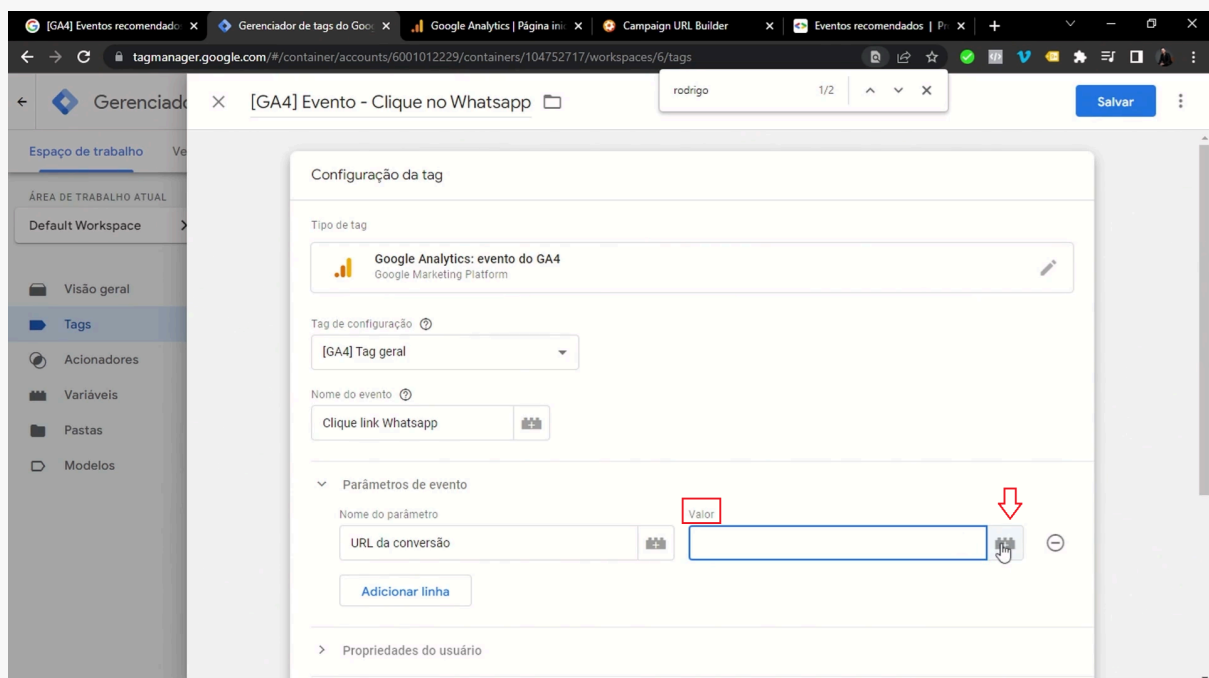 [GA4] Eventos recomendado
Gerenciador de tags do Goo
Google Analytics | Página inic
Campaign URL Builder
Eventos recomendados | Pr
tagmanager.google.com/#/container/accounts/6001012229/containers/104752717/workspaces/6/tags
rodrigo 1/2
Gerenciado
[GA4] Evento - Clique no Whatsapp
Salvar
Espaço de trabalho Ve
ÁREA DE TRABALHO ATUAL
Default Workspace
Visão geral
Tags
Acionadores
Variáveis
Pastas
Modelos
Configuração da tag
Tipo de tag
Google Analytics: evento do GA4
Google Marketing Platform
Tag de configuração
[GA4] Tag geral
Nome do evento
Clique link Whatsapp
Parâmetros de evento
Nome do parâmetro Valor
URL da conversão
Adicionar linha
Propriedades do usuário